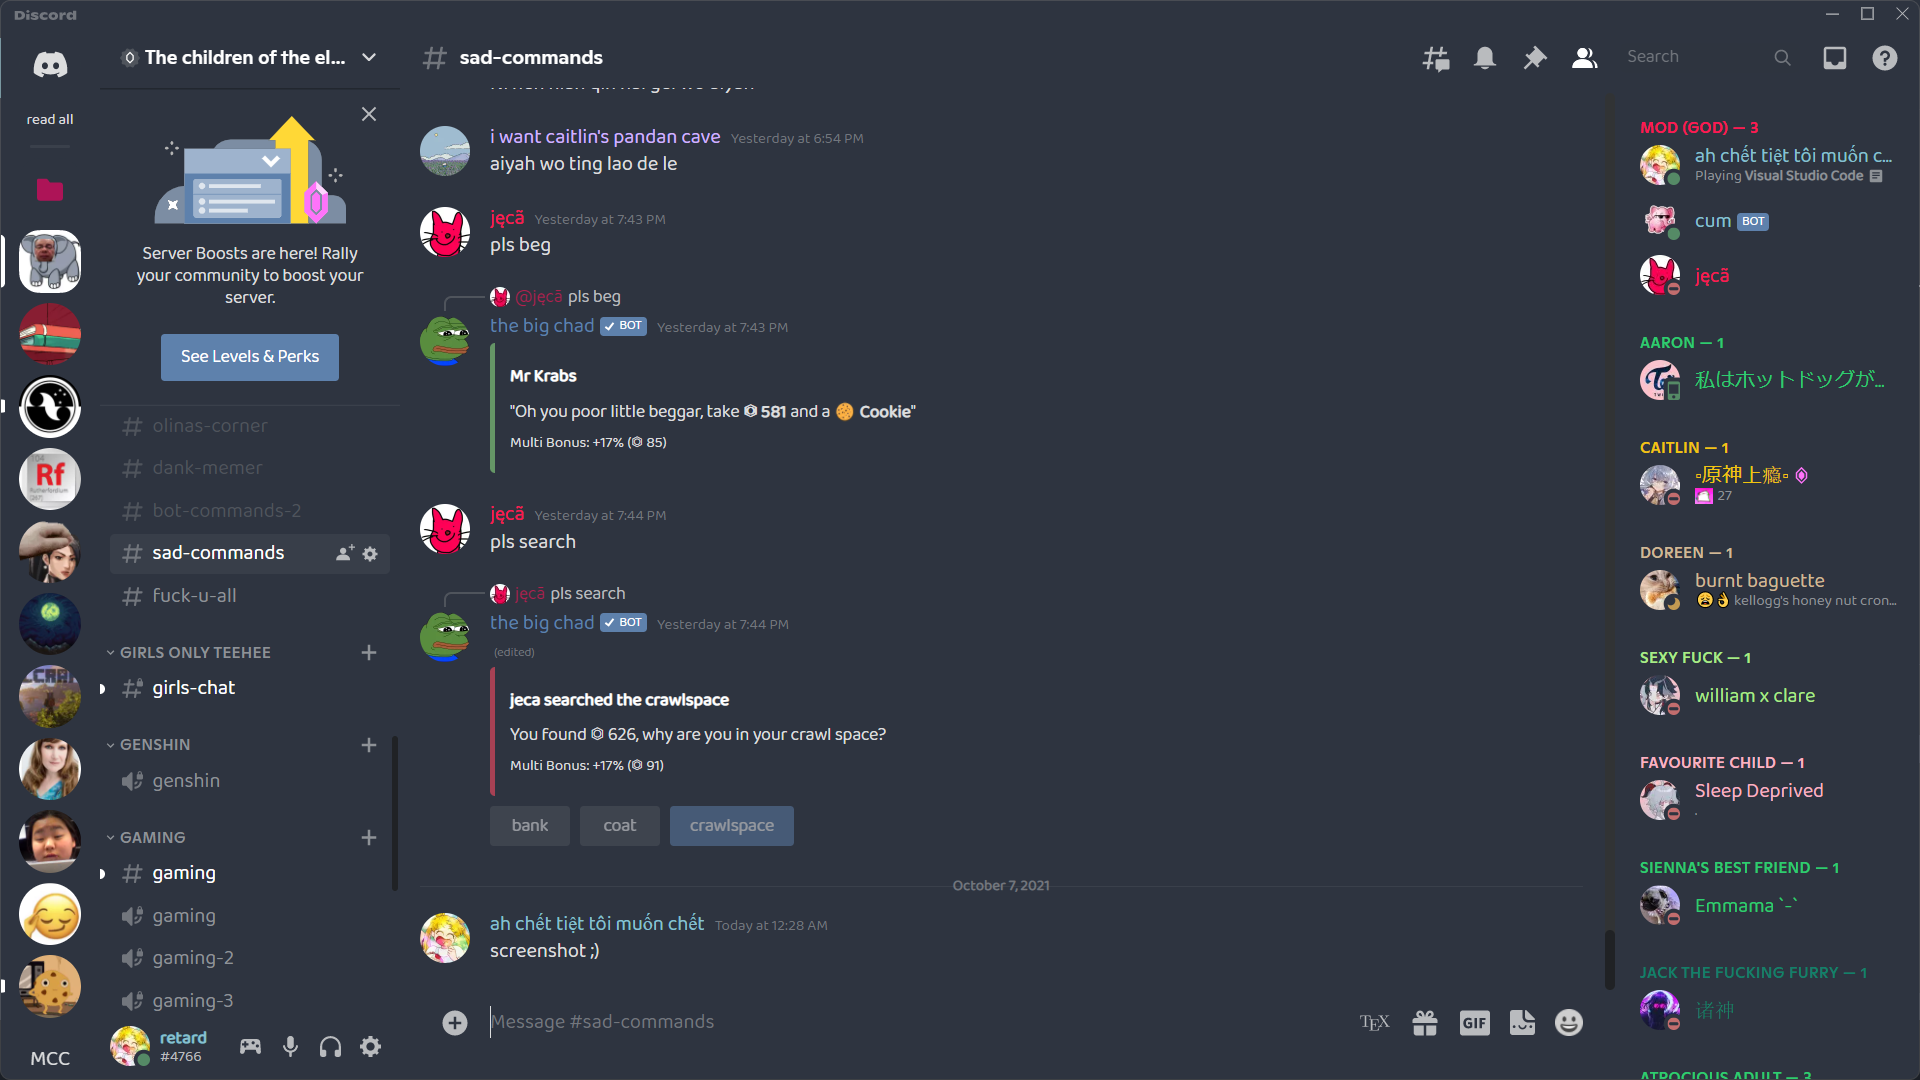 Discord
The children of the el...
sad-commands
Search
read all
Server Boosts are here! Rally
your community to boost your
server.
See Levels & Perks
olinas-corner
dank-memer
bot-commands-2
sad-commands
fuck-u-all
GIRLS ONLY TEEHEE
girls-chat
GENSHIN
genshin
GAMING
gaming
gaming
gaming-2
gaming-3
retard
#4766
MCC
104
Rf
Rutherfordium
i want caitlin's pandan cave Yesterday at 6:54 PM
aiyah wo ting lao de le
jęcã Yesterday at 7:43 PM
pls beg
@jęcã pls beg
the big chad BOT Yesterday at 7:43 PM
Mr Krabs
"Oh you poor little beggar, take 581 and a Cookie"
Multi Bonus: +17% (85)
jęcã Yesterday at 7:44 PM
pls search
jęcã pls search
the big chad BOT Yesterday at 7:44 PM
(edited)
jeca searched the crawlspace
You found 626, why are you in your crawl space?
Multi Bonus: +17% (91)
bank coat crawlspace
October 7, 2021
ah chết tiệt tôi muốn chết Today at 12:28 AM
screenshot ;)
Message #sad-commands
TEX
GIF
MOD (GOD) — 3
ah chết tiệt tôi muốn c...
Playing Visual Studio Code
cum BOT
jęcã
AARON — 1
私はホットドッグが...
CAITLIN — 1
▫原神上瘾▫
27
DOREEN — 1
burnt baguette
😩👌 kellogg's honey nut cron...
SEXY FUCK — 1
william x clare
FAVOURITE CHILD — 1
Sleep Deprived
.
SIENNA'S BEST FRIEND — 1
Emmama `-`
JACK THE FUCKING FURRY — 1
诸神
ATROCIOUS ADULT — 3